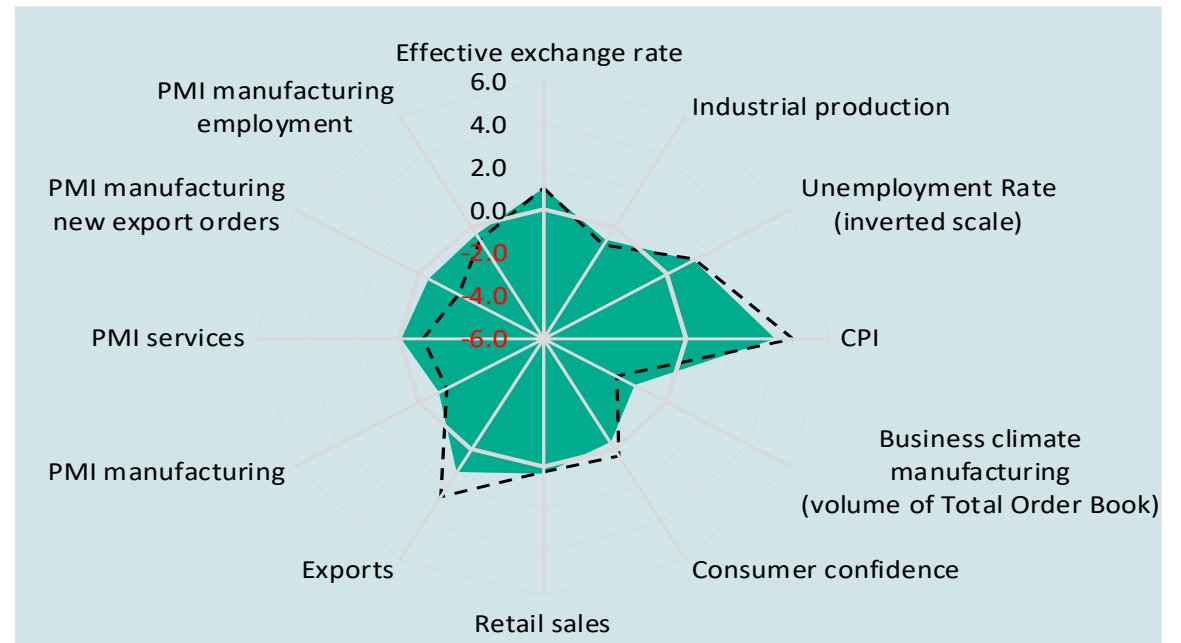 Effective exchange rate
6.0
4.0
2.0
0.0
-2.0
-4.0
-6.0
Industrial production
Unemployment Rate
(inverted scale)
CPI
Business climate
manufacturing
(volume of Total Order Book)
Consumer confidence
Retail sales
Exports
PMI manufacturing
PMI services
PMI manufacturing
new export orders
PMI manufacturing
employment